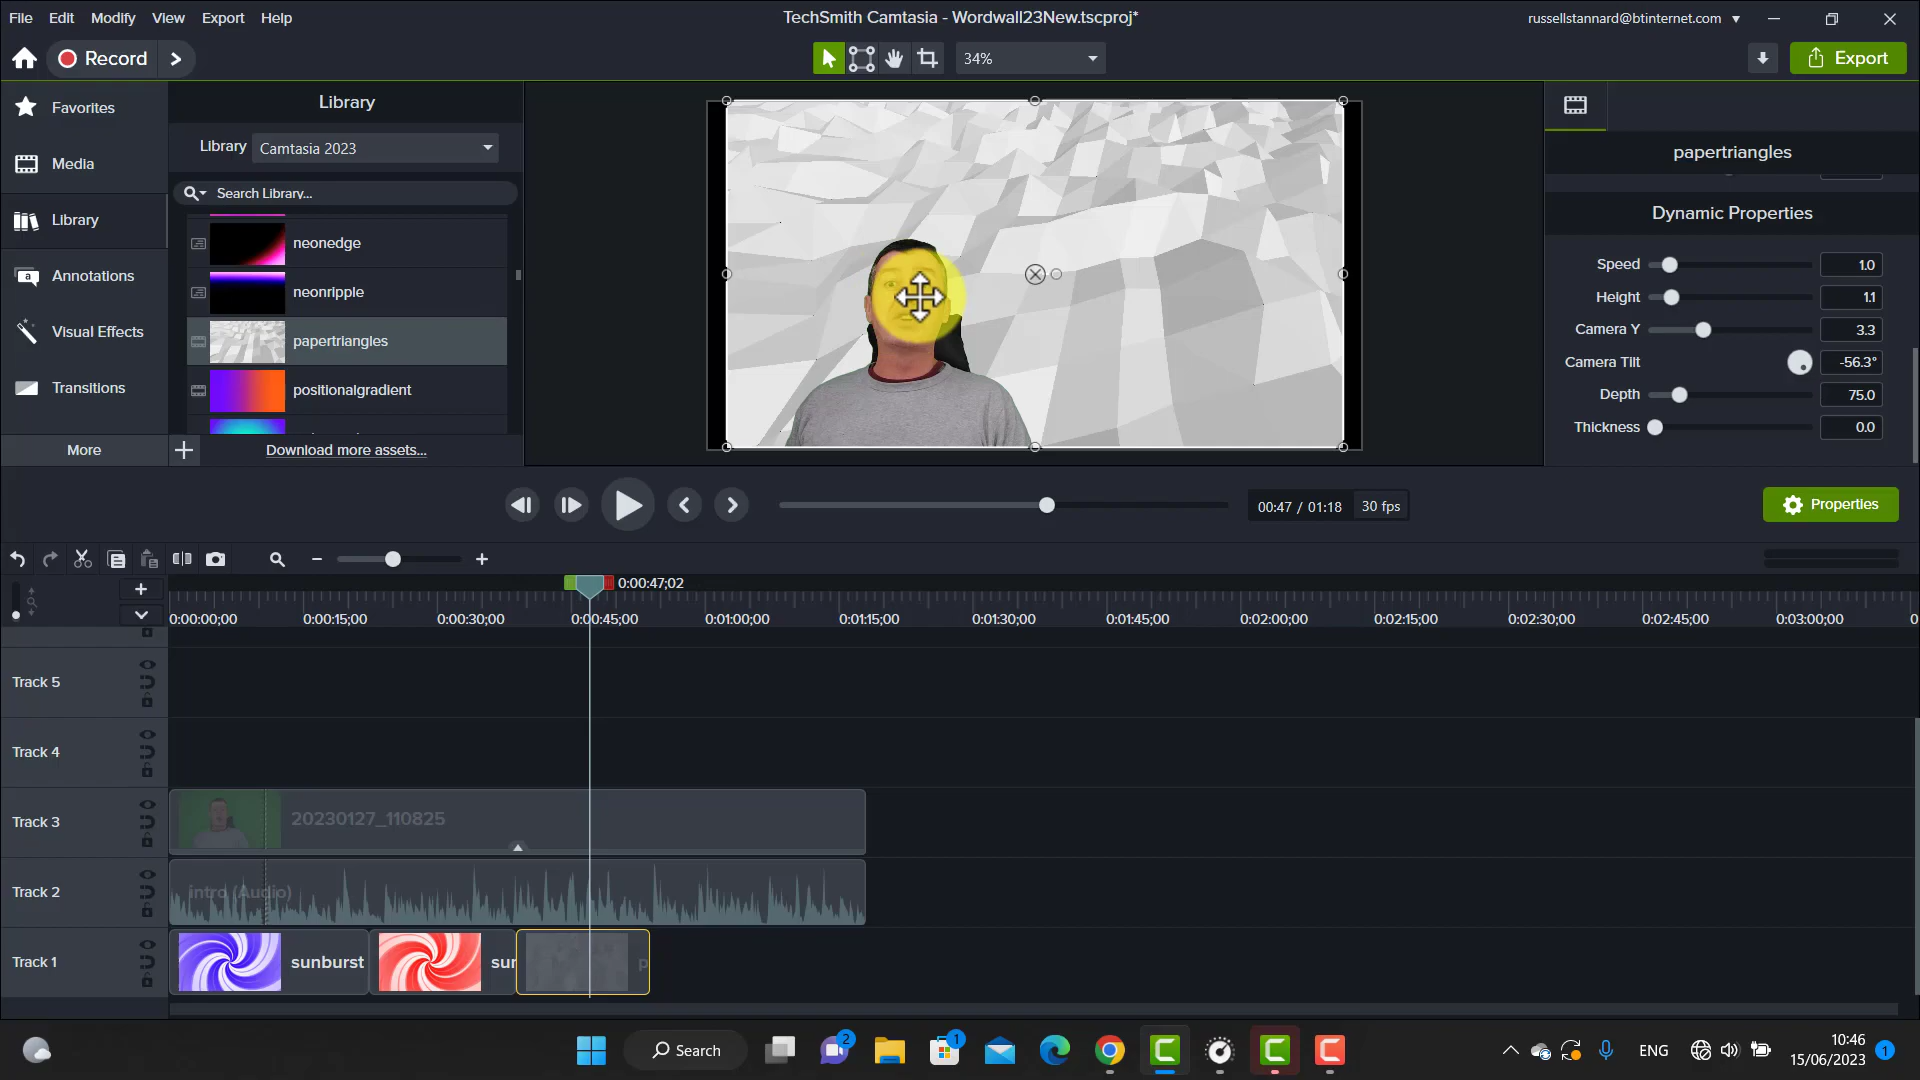 File Edit Modify View Export Help
TechSmith Camtasia - Wordwall23New.tscproj*
russellstannard@btinternet.com
Record
34%
Export
Favorites
Media
Library
Annotations
Visual Effects
Transitions
More
Library
Library Camtasia 2023
Search Library...
neonedge
neonripple
papertriangles
positionalgradient
Download more assets...
papertriangles
Dynamic Properties
Speed 1.0
Height 1.1
Camera Y 3.3
Camera Tilt -56.3°
Depth 75.0
Thickness 0.0
00:47 / 01:18 30 fps
Properties
0:00:47;02
0:00:00;00 0:00:15;00 0:00:30;00 0:00:45;00 0:01:00;00 0:01:15;00 0:01:30;00 0:01:45;00 0:02:00;00 0:02:15;00 0:02:30;00 0:02:45;00 0:03:00;00 0
Track 5
Track 4
Track 3 20230127_110825
Track 2 intro (Audio)
Track 1 sunburst sun p
Search
2
1
ENG
10:46
15/06/2023
1